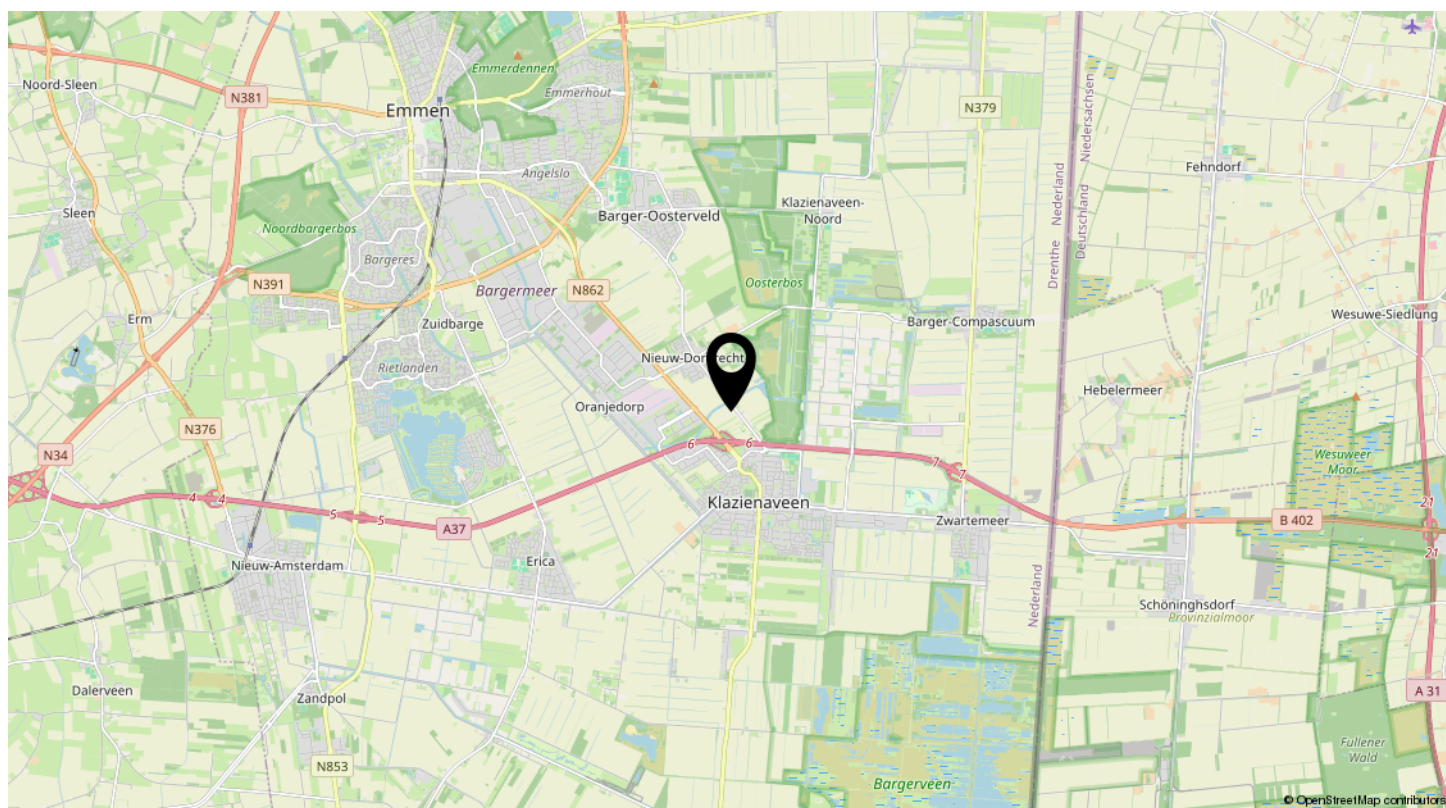 Noord-Sleen
N381
Emmen
Emmerdennen
Emmerhout
N379
Niedersachsen
Drenthe Nederland
Deutschland
Fehndorf
Angelslo
Sleen
Barger-Oosterveld
Klazienaveen-
Noord
Noordbargerbos
Bargeres
N391
Bargermeer
N862
Oosterbos
Erm
Zuidbarge
Barger-Compascuum
Wesuwe-Siedlung
Nieuw-Dor
recht
Rietlanden
Hebelermeer
Oranjedorp
N376
N34
6
6
7
7
Wesuweer
Moor
4
4
5
5
A37
Klazienaveen
Zwartemeer
B 402
21
21
Nieuw-Amsterdam
Erica
Nederland
Schöninghsdorf
Provinzialmoor
Dalerveen
Zandpol
A 31
N853
Bargerveen
Fullener
Wald
© OpenStreetMap contributors